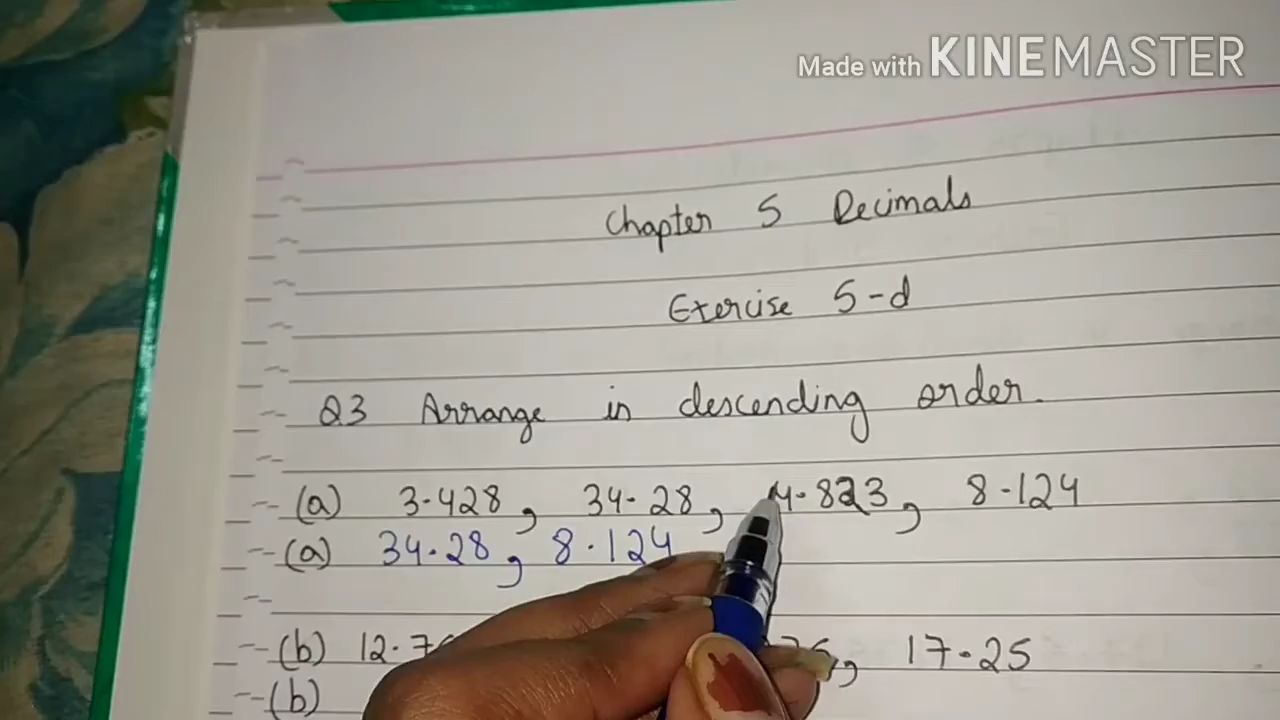 Made with KINEMASTER
Chapter 5 Decimals
Exercise 5-d
Q3 Arrange in descending order.
(a) 3.428, 34.28, 4.823, 8.124
(a) 34.28, 8.124
(b) 12.7 , 17.25
(b)